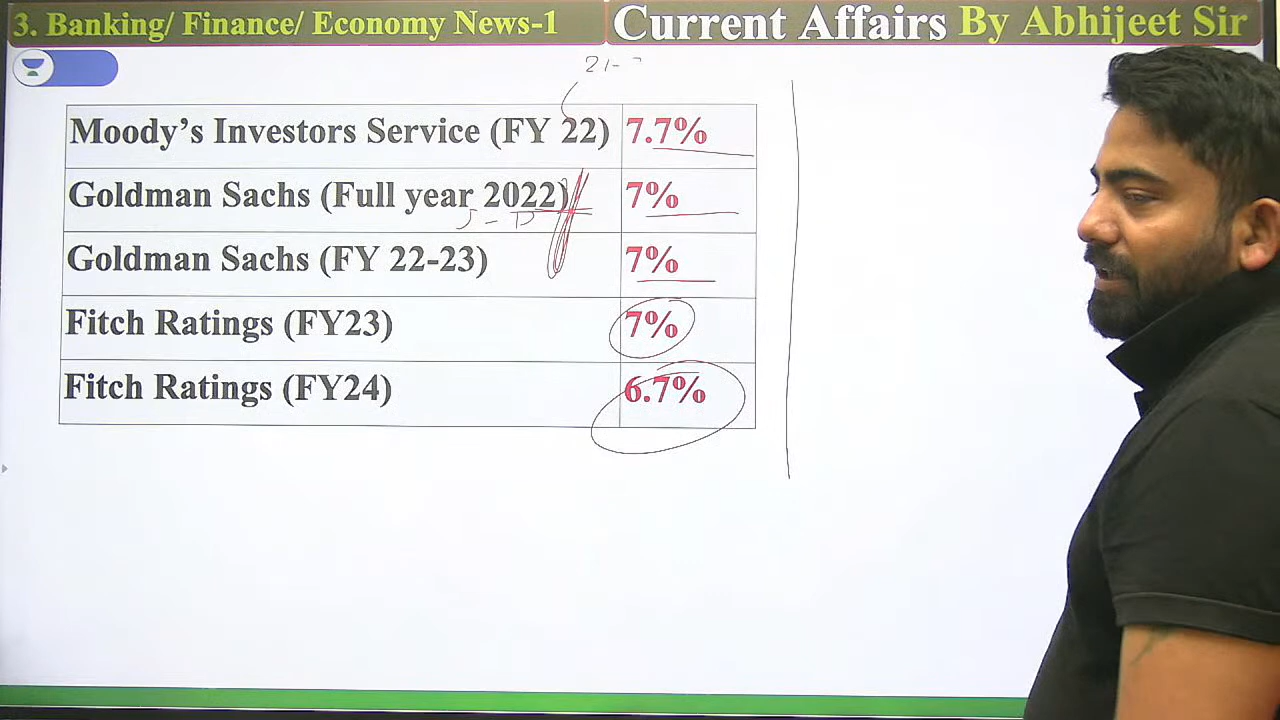 3. Banking/ Finance/ Economy News-1
Current Affairs By Abhijeet Sir
21-
Moody's Investors Service (FY 22) 7.7%
Goldman Sachs (Full year 2022) 7%
J - D
Goldman Sachs (FY 22-23) 7%
Fitch Ratings (FY23) 7%
Fitch Ratings (FY24) 6.7%